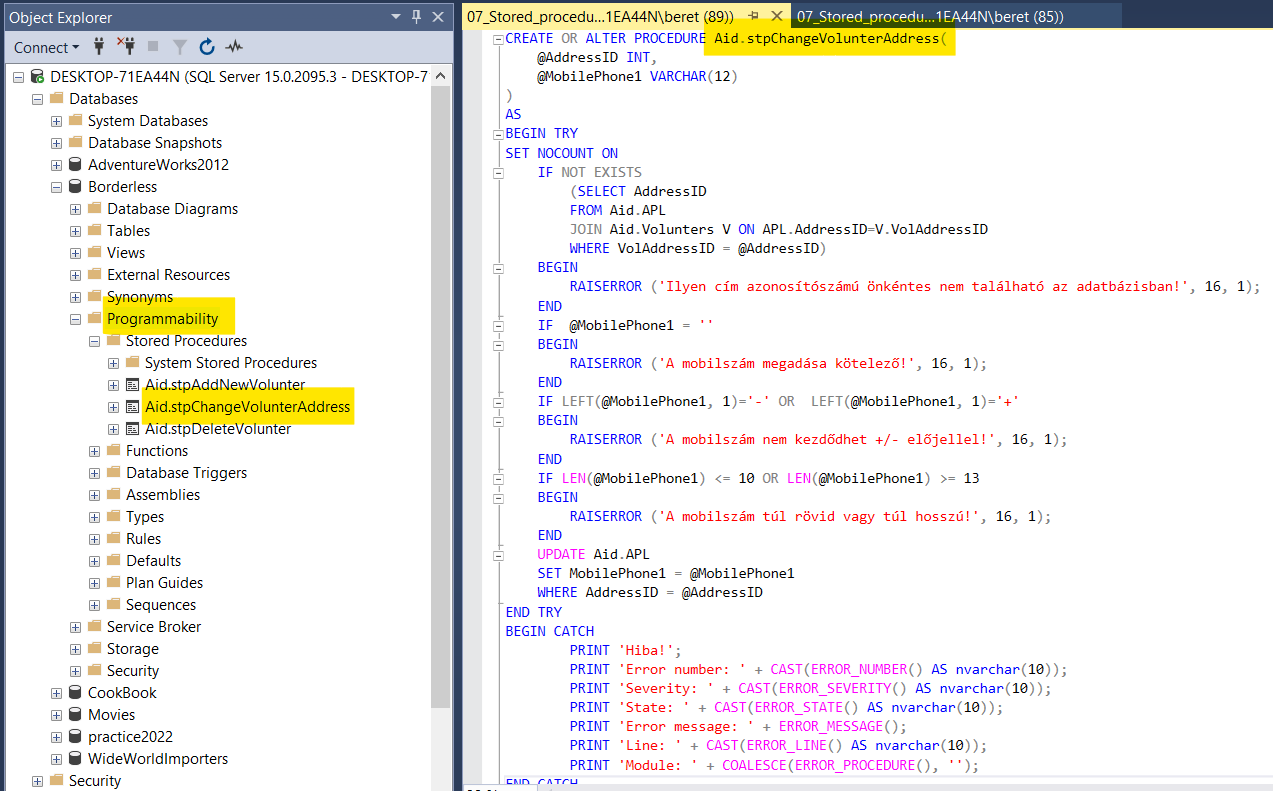 Object Explorer
Connect
DESKTOP-71EA44N (SQL Server 15.0.2095.3 - DESKTOP-7
Databases
System Databases
Database Snapshots
AdventureWorks2012
Borderless
Database Diagrams
Tables
Views
External Resources
Synonyms
Programmability
Stored Procedures
System Stored Procedures
Aid.stpAddNewVolunter
Aid.stpChangeVolunterAddress
Aid.stpDeleteVolunter
Functions
Database Triggers
Assemblies
Types
Rules
Defaults
Plan Guides
Sequences
Service Broker
Storage
Security
CookBook
Movies
practice2022
WideWorldImporters
Security
07_Stored_procedu...1EA44N\beret (89))
07_Stored_procedu...1EA44N\beret (85))
CREATE OR ALTER PROCEDURE Aid.stpChangeVolunterAddress(
@AddressID INT,
@MobilePhone1 VARCHAR(12)
)
AS
BEGIN TRY
SET NOCOUNT ON
IF NOT EXISTS
(SELECT AddressID
FROM Aid.APL
JOIN Aid.Volunters V ON APL.AddressID=V.VolAddressID
WHERE VolAddressID = @AddressID)
BEGIN
RAISERROR ('Ilyen cím azonosítószámú önkéntes nem található az adatbázisban!', 16, 1);
END
IF @MobilePhone1 = ''
BEGIN
RAISERROR ('A mobilszám megadása kötelező!', 16, 1);
END
IF LEFT(@MobilePhone1, 1)='-' OR LEFT(@MobilePhone1, 1)='+'
BEGIN
RAISERROR ('A mobilszám nem kezdődhet +/- előjellel!', 16, 1);
END
IF LEN(@MobilePhone1) <= 10 OR LEN(@MobilePhone1) >= 13
BEGIN
RAISERROR ('A mobilszám túl rövid vagy túl hosszú!', 16, 1);
END
UPDATE Aid.APL
SET MobilePhone1 = @MobilePhone1
WHERE AddressID = @AddressID
END TRY
BEGIN CATCH
PRINT 'Hiba!';
PRINT 'Error number: ' + CAST(ERROR_NUMBER() AS nvarchar(10));
PRINT 'Severity: ' + CAST(ERROR_SEVERITY() AS nvarchar(10));
PRINT 'State: ' + CAST(ERROR_STATE() AS nvarchar(10));
PRINT 'Error message: ' + ERROR_MESSAGE();
PRINT 'Line: ' + CAST(ERROR_LINE() AS nvarchar(10));
PRINT 'Module: ' + COALESCE(ERROR_PROCEDURE(), '');
END CATCH